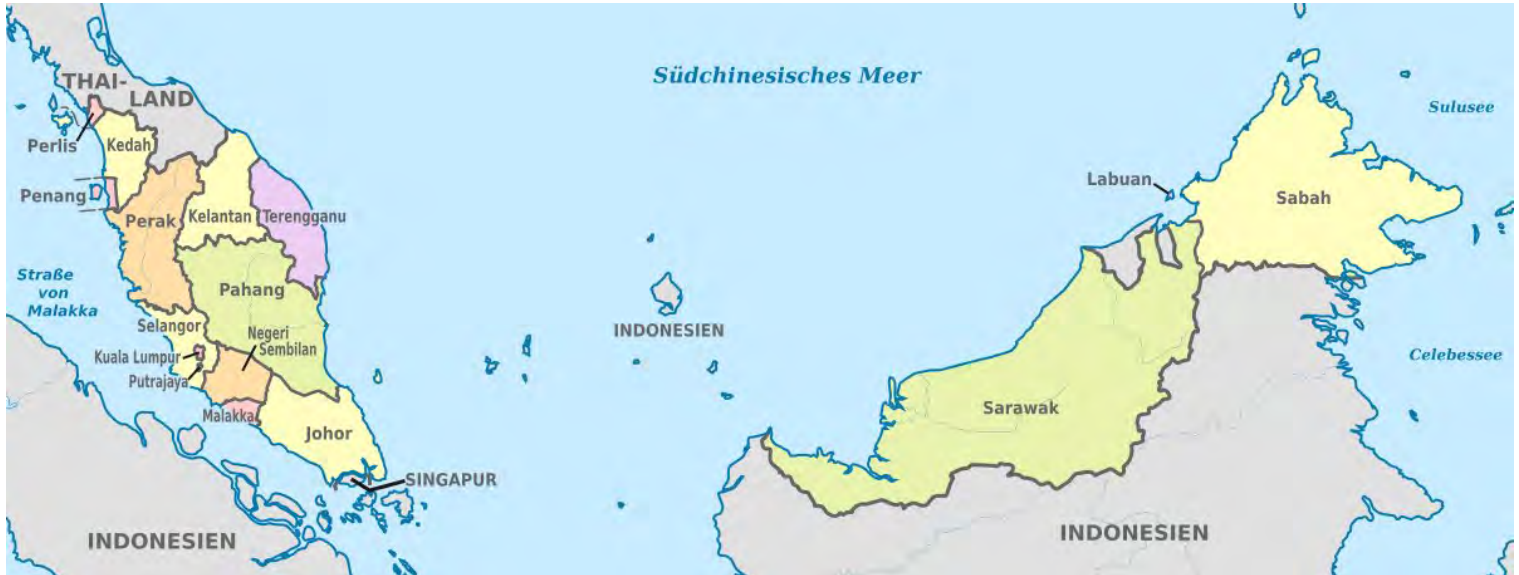 THAI-
LAND
Perlis
Kedah
Penang
Perak
Kelantan
Terengganu
Straße
von
Malakka
Pahang
Selangor
Negeri
Sembilan
Kuala Lumpur
Putrajaya
Malakka
Johor
SINGAPUR
INDONESIEN
Südchinesisches Meer
INDONESIEN
Labuan
Sabah
Sulusee
Celebessee
Sarawak
INDONESIEN